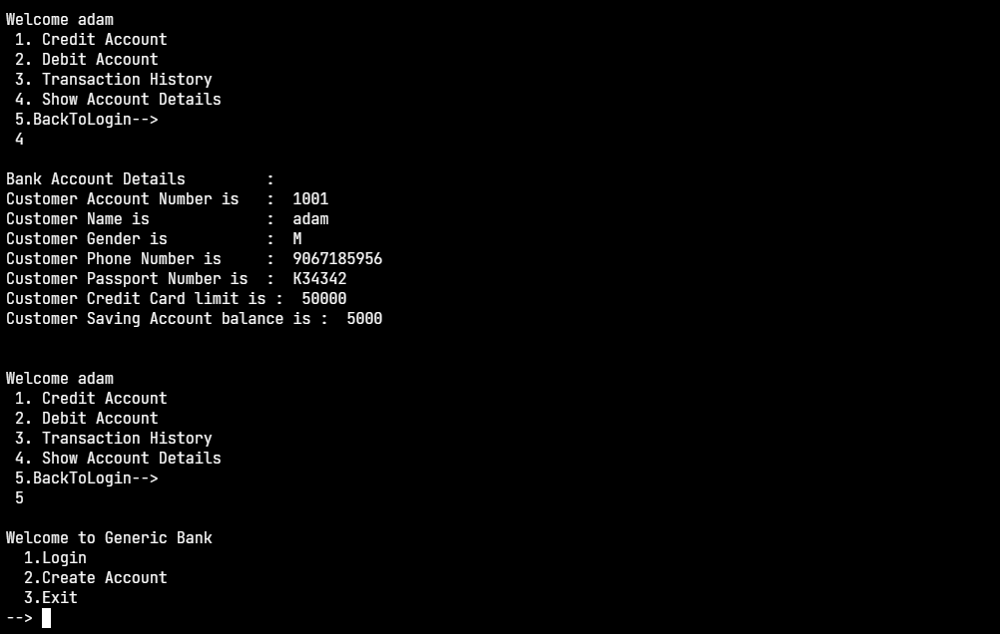 Welcome adam
 1. Credit Account
 2. Debit Account
 3. Transaction History
 4. Show Account Details
 5.BackToLogin-->
 4

Bank Account Details         :
Customer Account Number is   :  1001
Customer Name is             :  adam
Customer Gender is           :  M
Customer Phone Number is     :  9067185956
Customer Passport Number is  :  K34342
Customer Credit Card limit is :  50000
Customer Saving Account balance is :  5000


Welcome adam
 1. Credit Account
 2. Debit Account
 3. Transaction History
 4. Show Account Details
 5.BackToLogin-->
 5

Welcome to Generic Bank
  1.Login
  2.Create Account
  3.Exit
-->